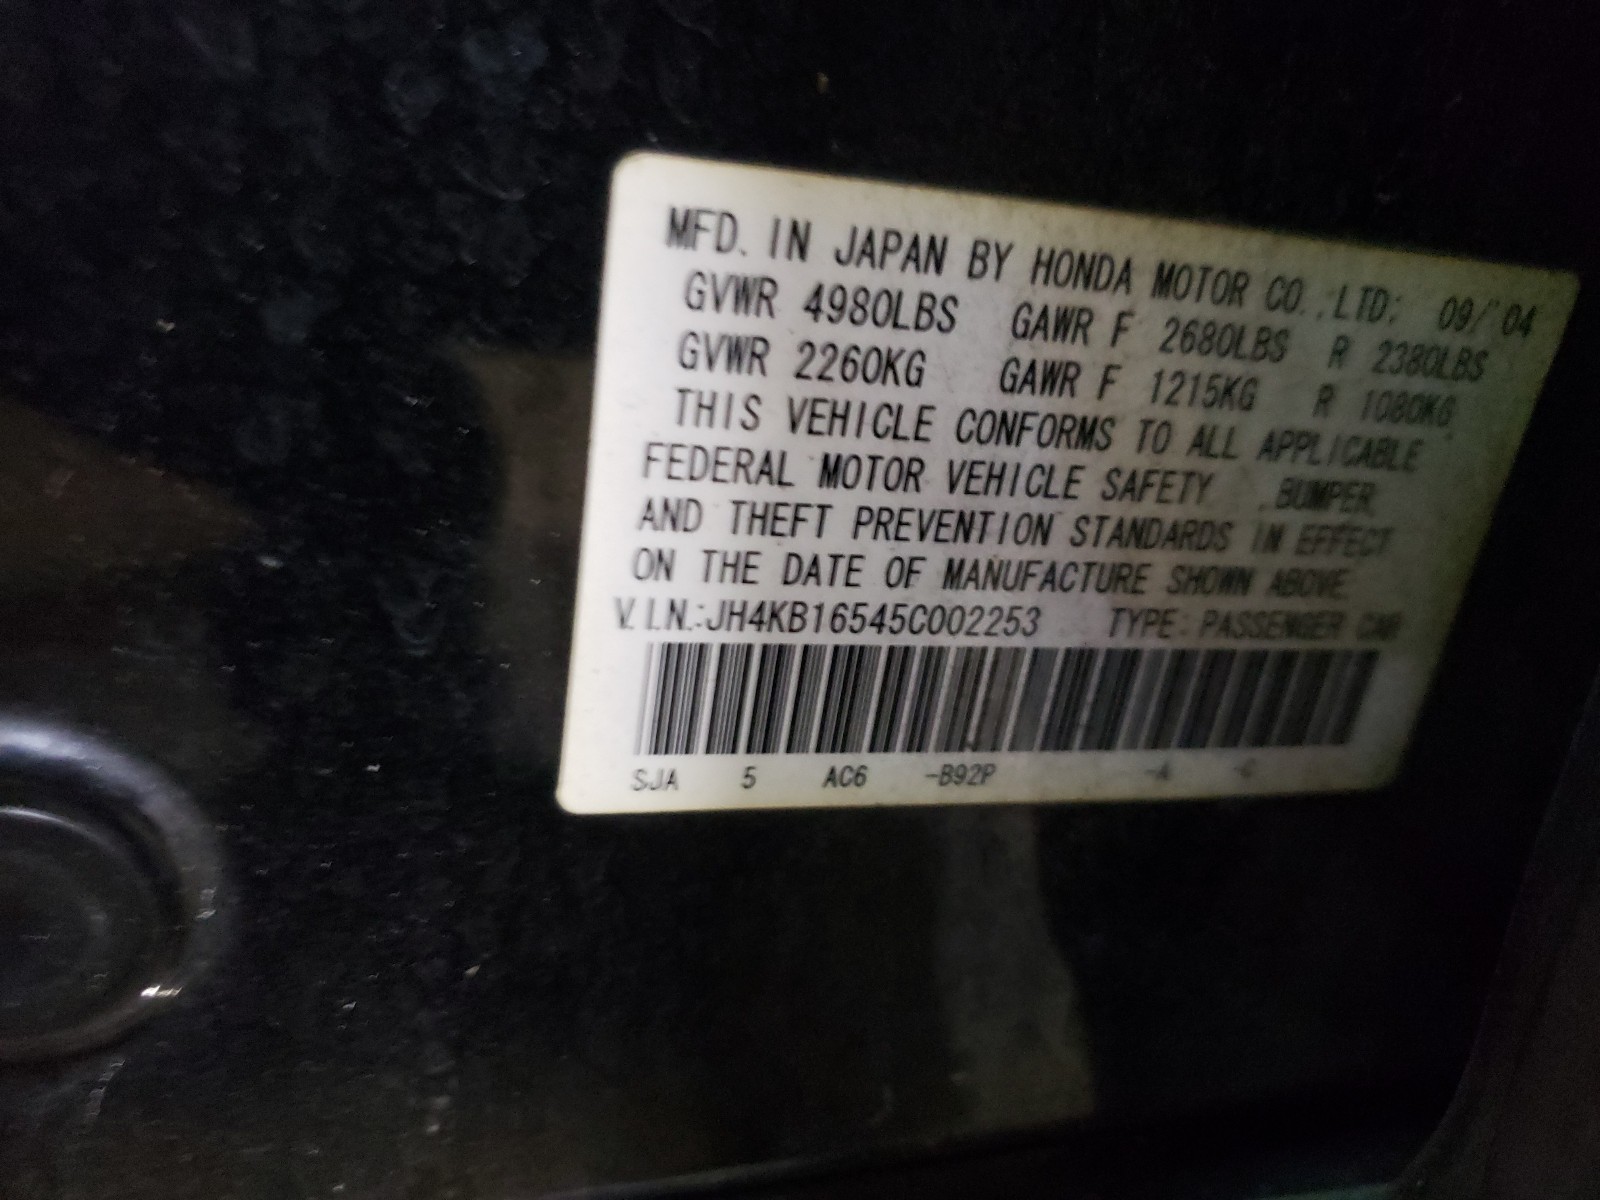 MFD. IN JAPAN BY HONDA MOTOR CO.,LTD; 09/'04
GVWR 4980LBS GAWR F 2680LBS R 2380LBS
GVWR 2260KG GAWR F 1215KG R 1080KG
THIS VEHICLE CONFORMS TO ALL APPLICABLE
FEDERAL MOTOR VEHICLE SAFETY ,BUMPER,
AND THEFT PREVENTION STANDARDS IN EFFECT
ON THE DATE OF MANUFACTURE SHOWN ABOVE
V.I.N.:JH4KB16545C002253 TYPE: PASSENGER CAR
SJA 5 AC6 -B92P -A -C